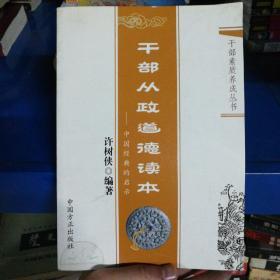 干部素质养成丛书
干部从政道德读本
——中国经典的启示
许树侠◎编著
中国方正出版社